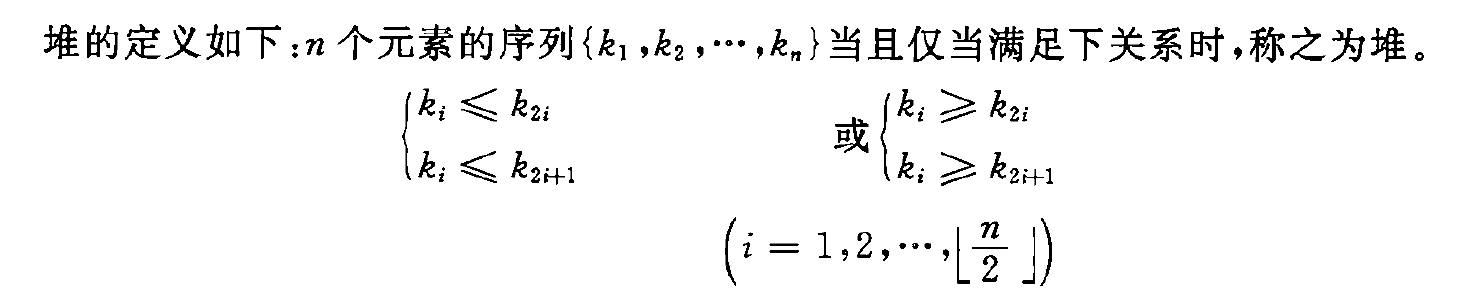 堆的定义如下:n 个元素的序列{k₁,k₂,⋯,kₙ}当且仅当满足下关系时,称之为堆。
{kᵢ ⩽ k₂ᵢ 或 {kᵢ ⩾ k₂ᵢ
kᵢ ⩽ k₂ᵢ₊₁ kᵢ ⩾ k₂ᵢ₊₁
(i = 1,2,⋯,⌊n/2⌋)